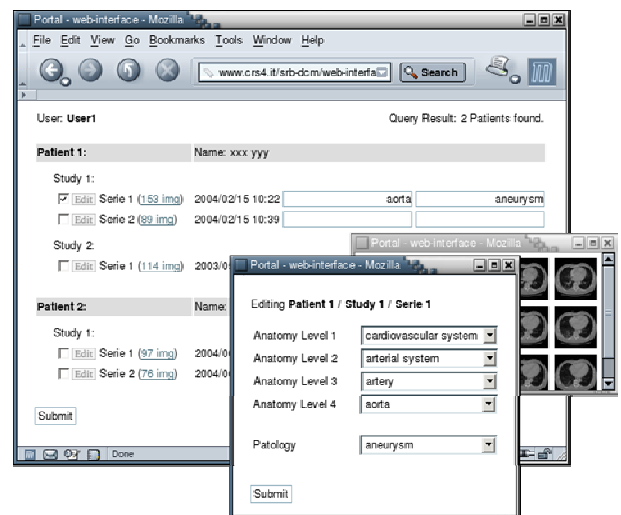 Portal - web-interface - Mozilla
File Edit View Go Bookmarks Tools Window Help
www.crs4.it/srb-dcm/web-interfa
Search
User: User1 Query Result: 2 Patients found.
Patient 1: Name: xxx yyy
Study 1:
Edit Serie 1 (153 img) 2004/02/15 10:22 aorta aneurysm
Edit Serie 2 (89 img) 2004/02/15 10:39
Study 2:
Edit Serie 1 (114 img) 2003/0
Patient 2: Name:
Study 1:
Edit Serie 1 (97 img) 2004/0
Edit Serie 2 (76 img) 2004/0
Submit
Done
Portal - web-interface - Mozilla
Portal - web-interface - Mozilla
Editing Patient 1 / Study 1 / Serie 1
Anatomy Level 1 cardiovascular system
Anatomy Level 2 arterial system
Anatomy Level 3 artery
Anatomy Level 4 aorta
Patology aneurysm
Submit